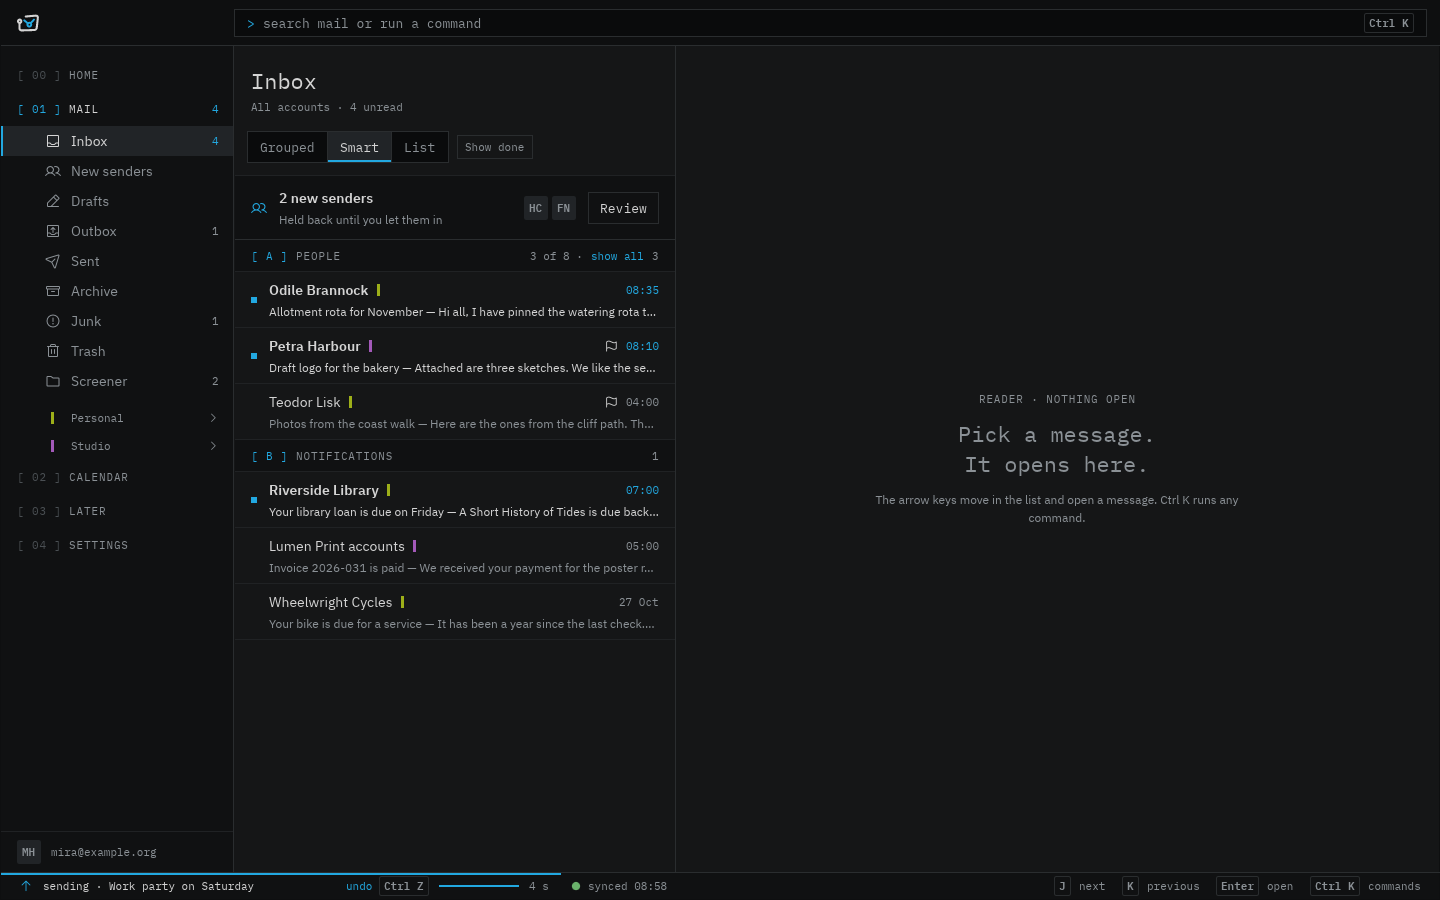 > search mail or run a command Ctrl K
[ 00 ] HOME
[ 01 ] MAIL 4
Inbox 4
New senders
Drafts
Outbox 1
Sent
Archive
Junk 1
Trash
Screener 2
Personal
Studio
[ 02 ] CALENDAR
[ 03 ] LATER
[ 04 ] SETTINGS
MH mira@example.org
Inbox
All accounts · 4 unread
Grouped Smart List Show done
2 new senders
Held back until you let them in
HC FN Review
[ A ] PEOPLE 3 of 8 · show all 3
Odile Brannock 08:35
Allotment rota for November — Hi all, I have pinned the watering rota t…
Petra Harbour 08:10
Draft logo for the bakery — Attached are three sketches. We like the se…
Teodor Lisk 04:00
Photos from the coast walk — Here are the ones from the cliff path. Th…
[ B ] NOTIFICATIONS 1
Riverside Library 07:00
Your library loan is due on Friday — A Short History of Tides is due back…
Lumen Print accounts 05:00
Invoice 2026-031 is paid — We received your payment for the poster r…
Wheelwright Cycles 27 Oct
Your bike is due for a service — It has been a year since the last check.…
READER · NOTHING OPEN
Pick a message.
It opens here.
The arrow keys move in the list and open a message. Ctrl K runs any
command.
sending · Work party on Saturday undo Ctrl Z 4 s synced 08:58 J next K previous Enter open Ctrl K commands